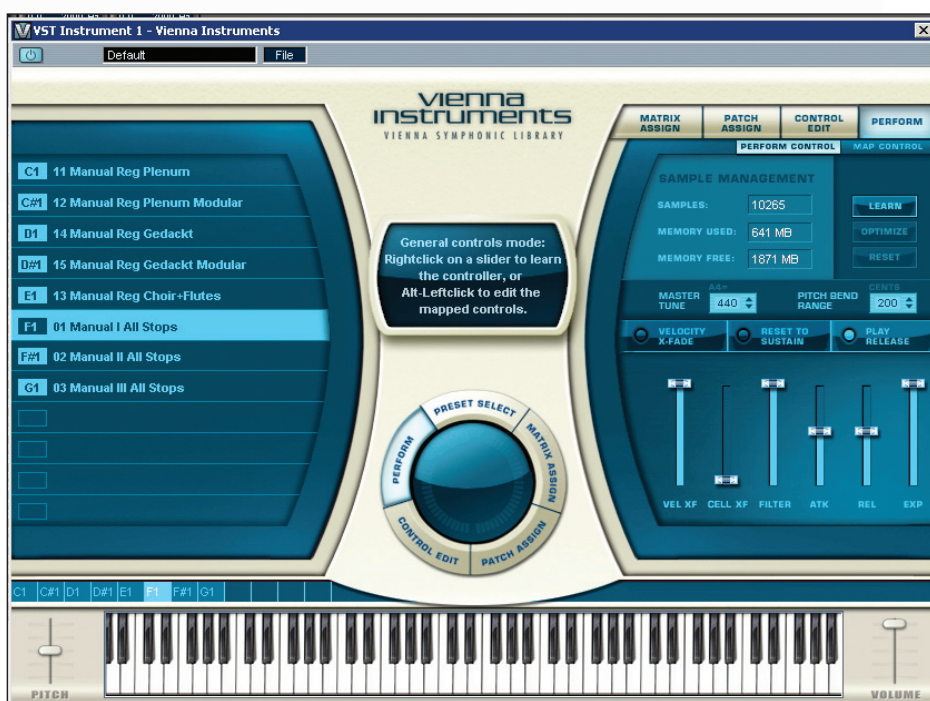 VST Instrument 1 - Vienna Instruments
Default File
vienna
instruments
VIENNA SYMPHONIC LIBRARY
MATRIX ASSIGN PATCH ASSIGN CONTROL EDIT PERFORM
PERFORM CONTROL MAP CONTROL
C1 11 Manual Reg Plenum
C#1 12 Manual Reg Plenum Modular
D1 14 Manual Reg Gedackt
D#1 15 Manual Reg Gedackt Modular
E1 13 Manual Reg Choir+Flutes
F1 01 Manual I All Stops
F#1 02 Manual II All Stops
G1 03 Manual III All Stops
General controls mode:
Rightclick on a slider to learn
the controller, or
Alt-Leftclick to edit the
mapped controls.
SAMPLE MANAGEMENT
SAMPLES: 10265 LEARN
MEMORY USED: 641 MB OPTIMIZE
MEMORY FREE: 1871 MB RESET
A4= CENTS
MASTER TUNE 440 PITCH BEND RANGE 200
VELOCITY X-FADE RESET TO SUSTAIN PLAY RELEASE
VEL XF CELL XF FILTER ATK REL EXP
PRESET SELECT
MATRIX ASSIGN
PATCH ASSIGN
CONTROL EDIT
PERFORM
C1 C#1 D1 D#1 E1 F1 F#1 G1
PITCH VOLUME